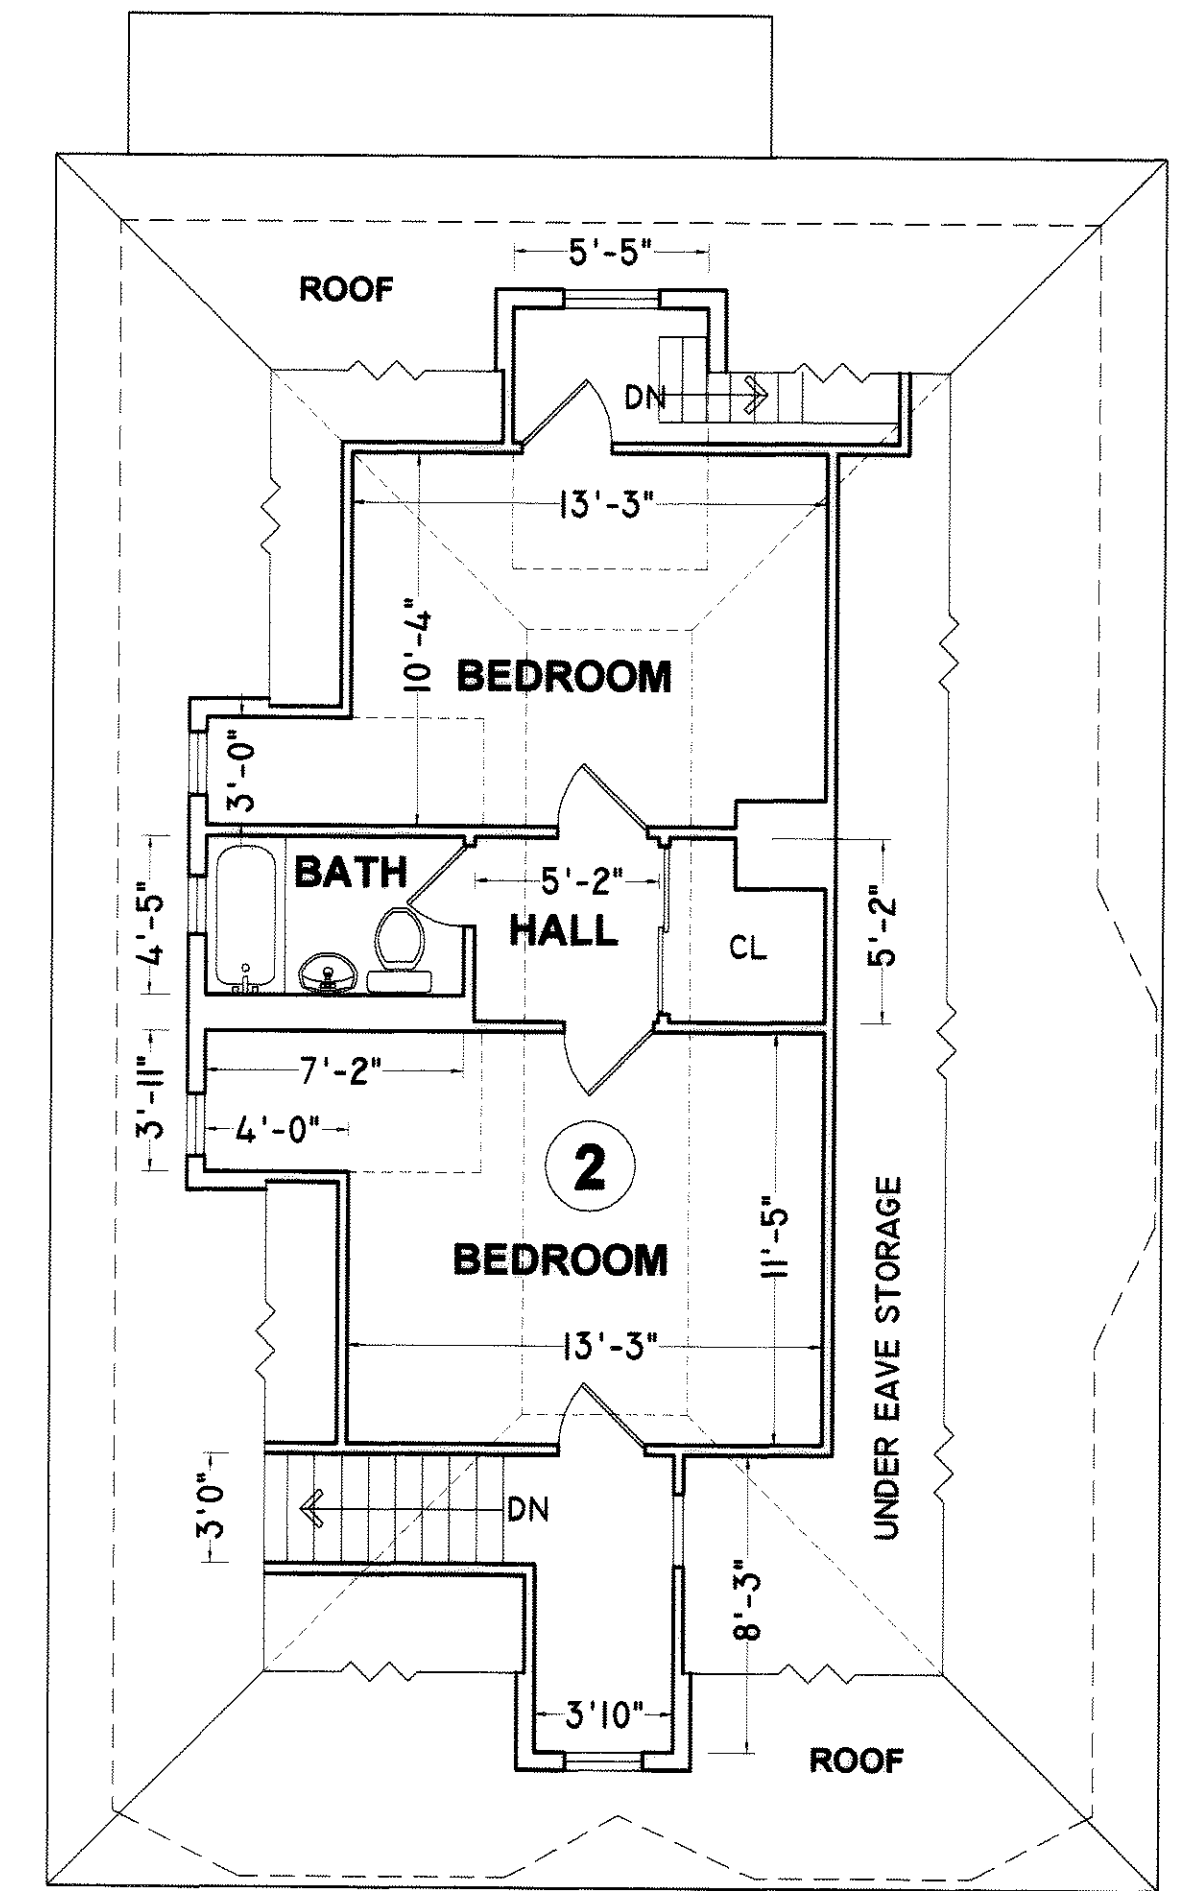 5'-5"
ROOF
DN
13'-3"
10'-4"
BEDROOM
3'-0"
BATH
5'-2"
4'-5"
HALL
CL
5'-2"
7'-2"
3'-11"
4'-0"
2
11'-5"
BEDROOM
UNDER EAVE STORAGE
13'-3"
3'0"
DN
8'-3"
3'10"
ROOF